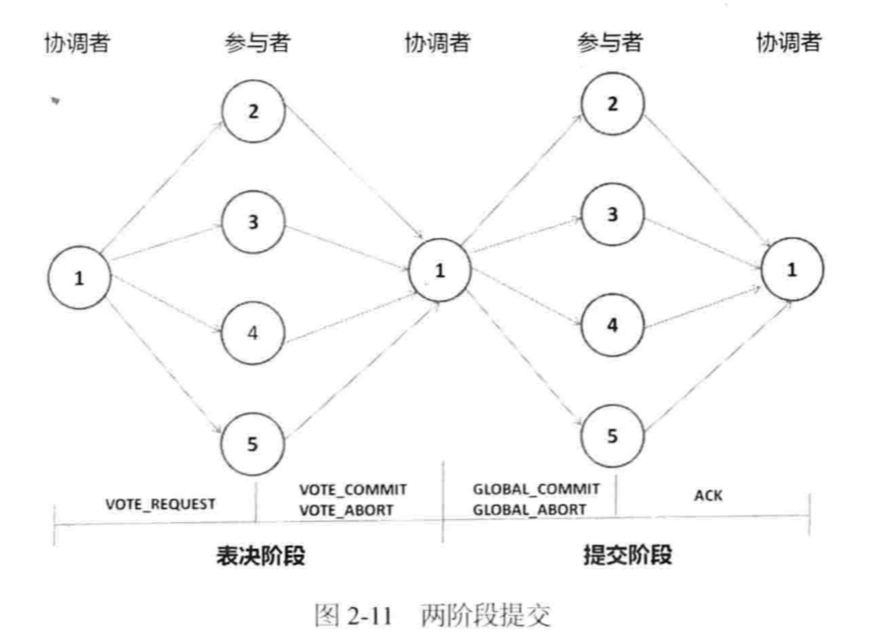 协调者 参与者 协调者 参与者 协调者
2 2
3 3
1 1 1
4 4
5 5
VOTE_REQUEST VOTE_COMMIT GLOBAL_COMMIT ACK
VOTE_ABORT GLOBAL_ABORT
表决阶段 提交阶段
图 2-11 两阶段提交